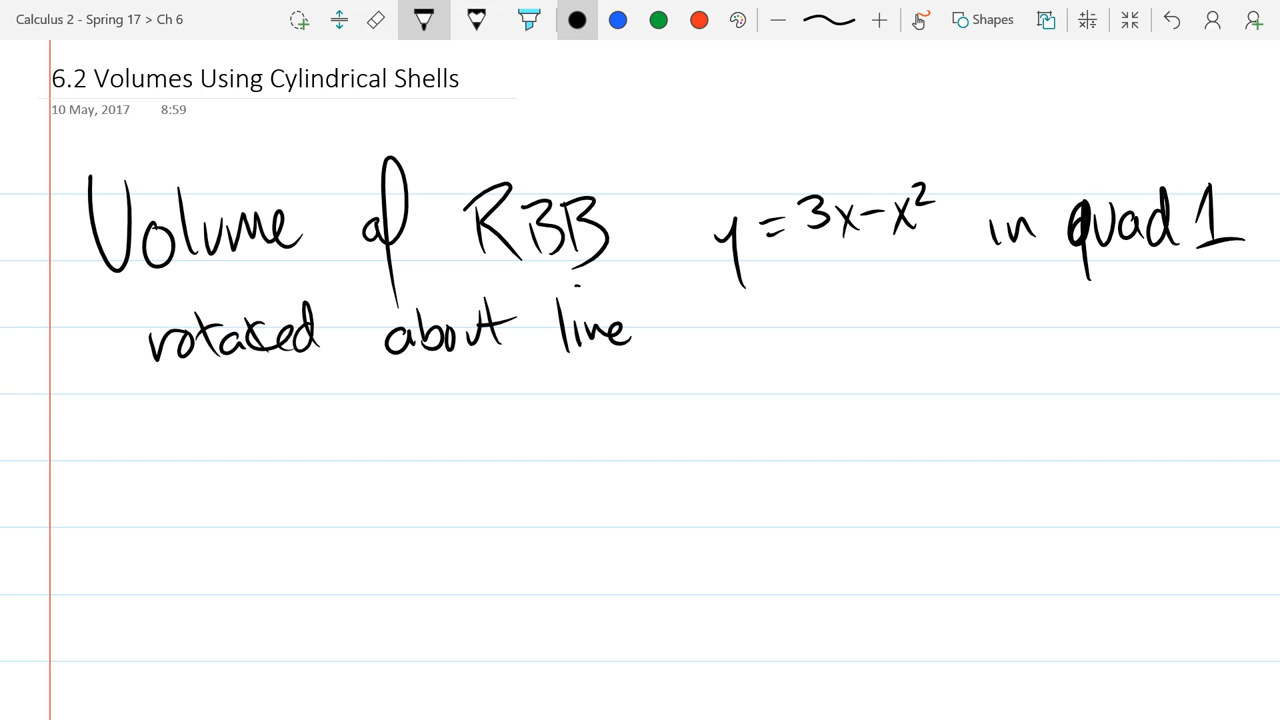 Calculus 2 - Spring 17 > Ch 6
Shapes
6.2 Volumes Using Cylindrical Shells
10 May, 2017 8:59
Volume of RBB y = 3x-x² in quad 1
rotated about line